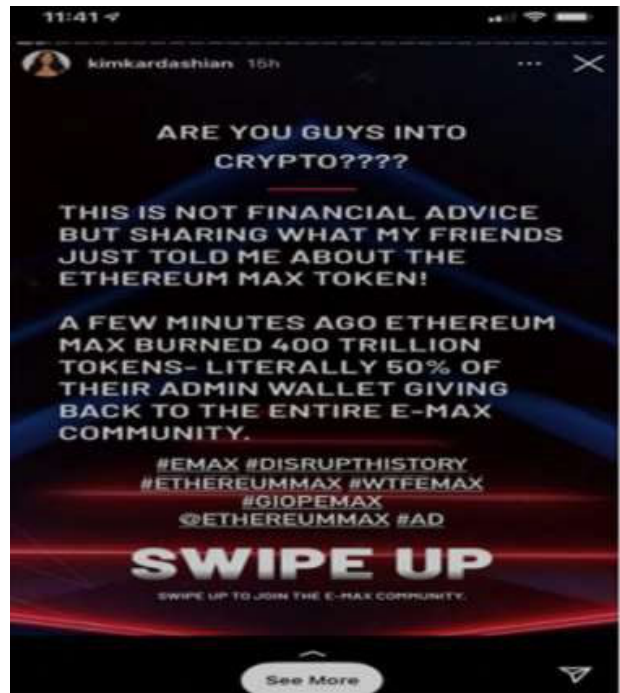 11:41
kimkardashian 15h
ARE YOU GUYS INTO
CRYPTO????
THIS IS NOT FINANCIAL ADVICE
BUT SHARING WHAT MY FRIENDS
JUST TOLD ME ABOUT THE
ETHEREUM MAX TOKEN!
A FEW MINUTES AGO ETHEREUM
MAX BURNED 400 TRILLION
TOKENS- LITERALLY 50% OF
THEIR ADMIN WALLET GIVING
BACK TO THE ENTIRE E-MAX
COMMUNITY.
#EMAX #DISRUPTHISTORY
#ETHEREUMMAX #WTFEMAX
#GIOPEMAX
@ETHEREUMMAX #AD
SWIPE UP
SWIPE UP TO JOIN THE E-MAX COMMUNITY.
See More